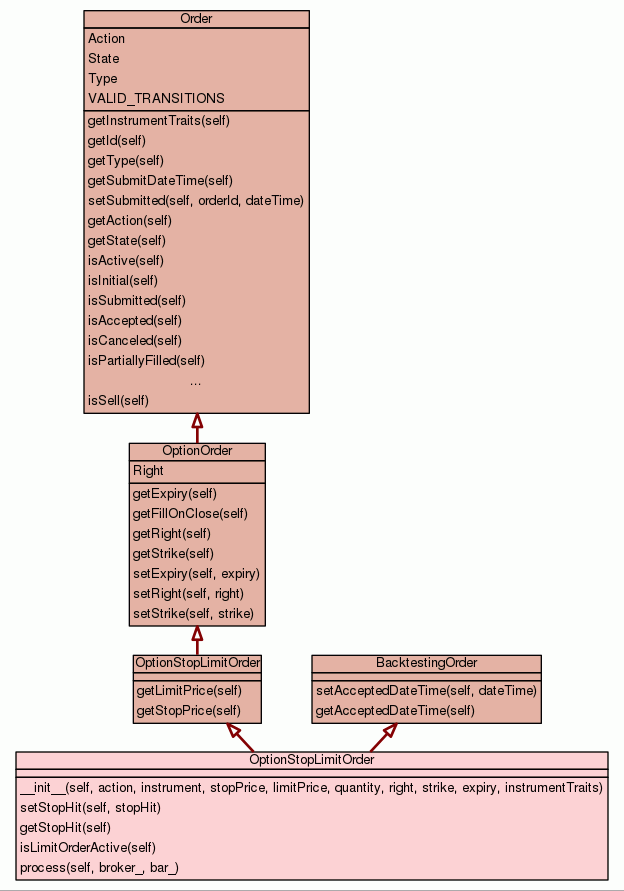 Order
Action
State
Type
VALID_TRANSITIONS
getInstrumentTraits(self)
getId(self)
getType(self)
getSubmitDateTime(self)
setSubmitted(self, orderId, dateTime)
getAction(self)
getState(self)
isActive(self)
isInitial(self)
isSubmitted(self)
isAccepted(self)
isCanceled(self)
isPartiallyFilled(self)
...
isSell(self)
OptionOrder
Right
getExpiry(self)
getFillOnClose(self)
getRight(self)
getStrike(self)
setExpiry(self, expiry)
setRight(self, right)
setStrike(self, strike)
OptionStopLimitOrder
getLimitPrice(self)
getStopPrice(self)
BacktestingOrder
setAcceptedDateTime(self, dateTime)
getAcceptedDateTime(self)
OptionStopLimitOrder
__init__(self, action, instrument, stopPrice, limitPrice, quantity, right, strike, expiry, instrumentTraits)
setStopHit(self, stopHit)
getStopHit(self)
isLimitOrderActive(self)
process(self, broker_, bar_)